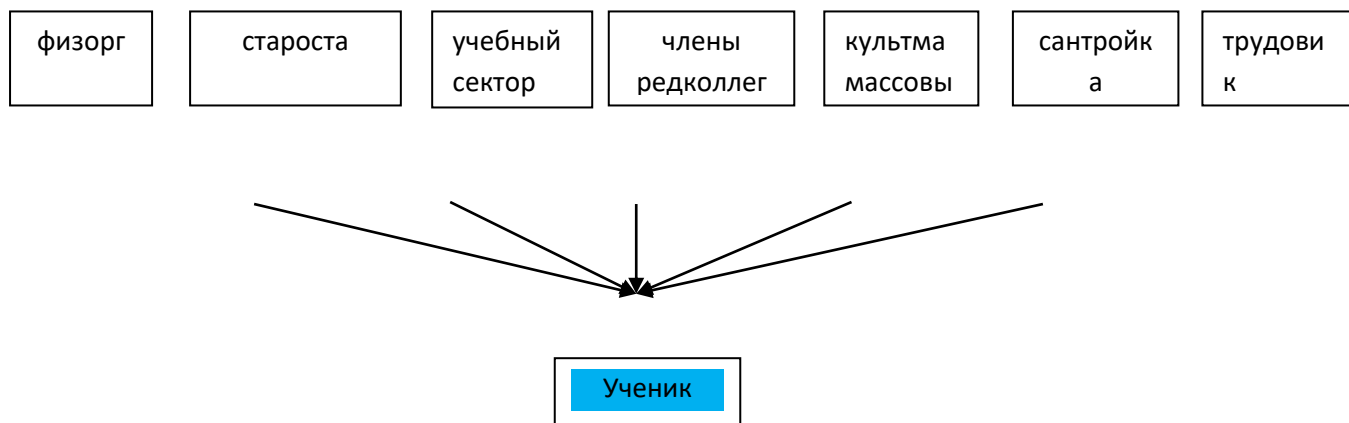 физорг
староста
учебный
сектор
члены
редколлег
культма
массовы
сантройк
а
трудови
к
Ученик